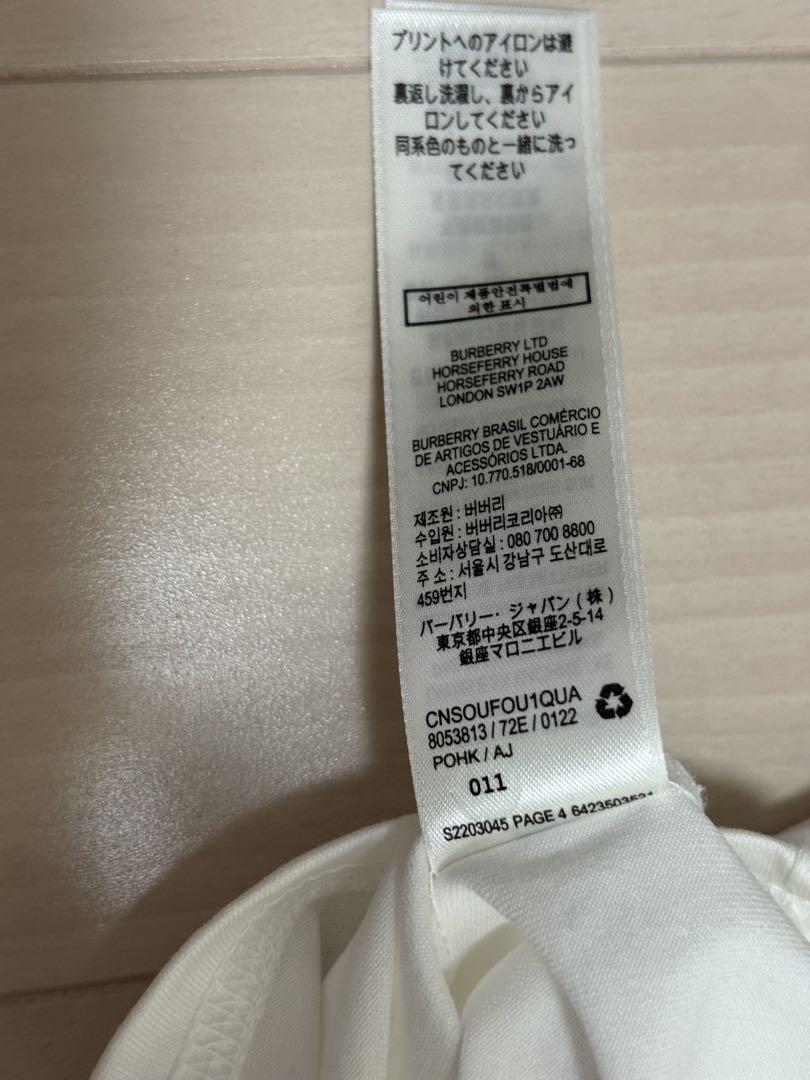 プリントへのアイロンは避
けてください
裏返し洗濯し、裏からアイ
ロンしてください
同系色のものと一緒に洗っ
てください
어린이 제품안전특별법에
의한 표시
BURBERRY LTD
HORSEFERRY HOUSE
HORSEFERRY ROAD
LONDON SW1P 2AW
BURBERRY BRASIL COMÉRCIO
DE ARTIGOS DE VESTUÁRIO E
ACESSÓRIOS LTDA.
CNPJ: 10.770.518/0001-68
제조원 : 버버리
수입원 : 버버리코리아㈜
소비자상담실 : 080 700 8800
주 소 : 서울시 강남구 도산대로
459번지
バーバリー・ジャパン（株）
東京都中央区銀座2-5-14
銀座マロニエビル
CNSOUFOU1QUA
8053813 / 72E / 0122
POHK / AJ
011
S2203045 PAGE 4 6423503531